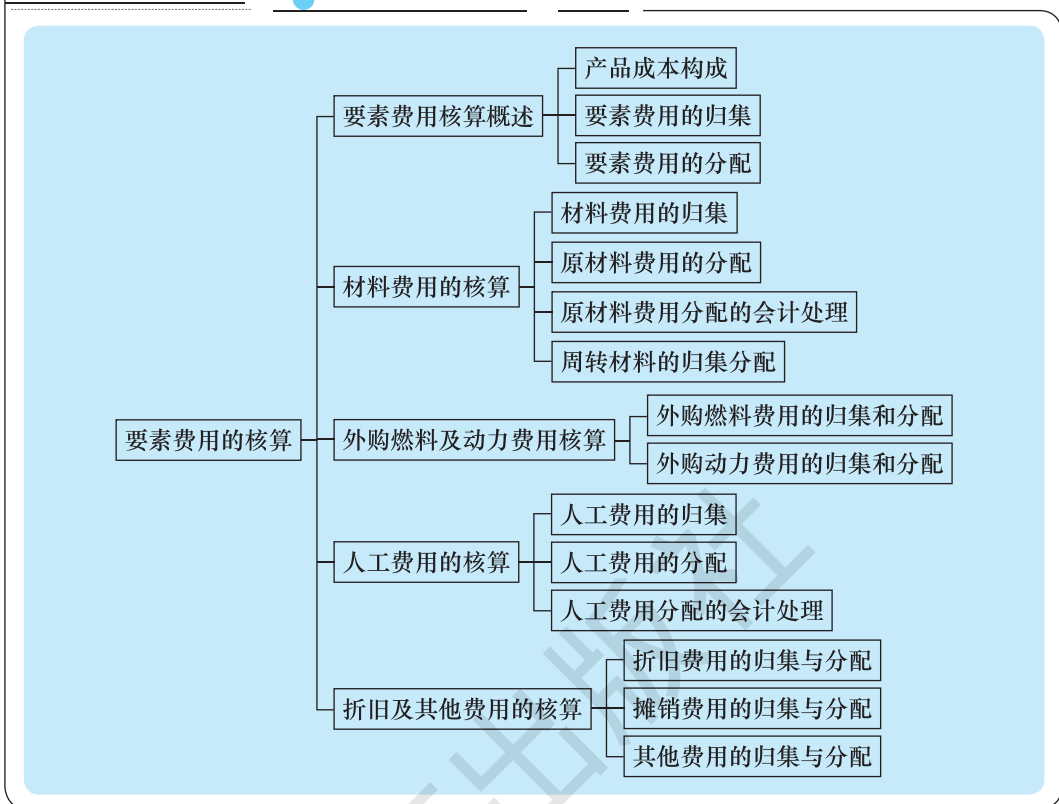 产品成本构成
要素费用核算概述
要素费用的归集
要素费用的分配
材料费用的归集
原材料费用的分配
材料费用的核算
原材料费用分配的会计处理
周转材料的归集分配
外购燃料费用的归集和分配
要素费用的核算
外购燃料及动力费用核算
外购动力费用的归集和分配
人工费用的归集
人工费用的核算
人工费用的分配
人工费用分配的会计处理
折旧费用的归集与分配
折旧及其他费用的核算
摊销费用的归集与分配
其他费用的归集与分配
出版社